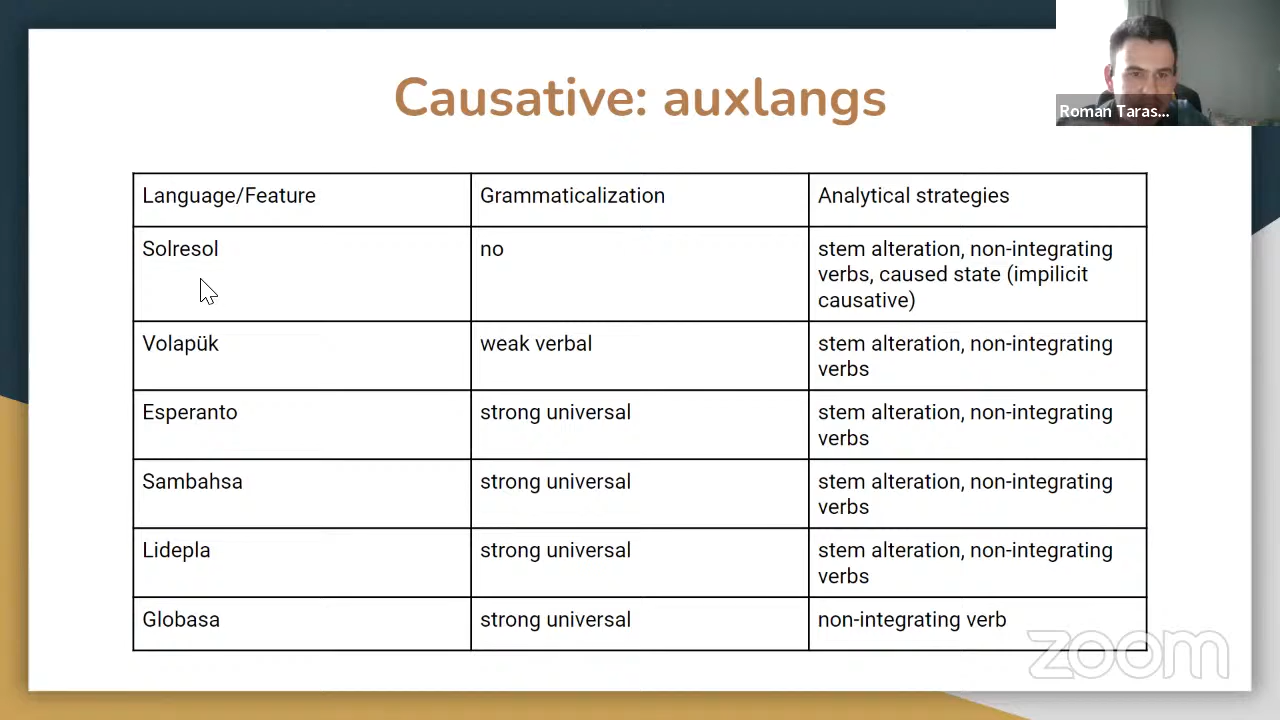 Causative: auxlangs
Roman Taras...
Language/Feature
Grammaticalization
Analytical strategies
Solresol
no
stem alteration, non-integrating
verbs, caused state (impilicit
causative)
Volapük
weak verbal
stem alteration, non-integrating
verbs
Esperanto
strong universal
stem alteration, non-integrating
verbs
Sambahsa
strong universal
stem alteration, non-integrating
verbs
Lidepla
strong universal
stem alteration, non-integrating
verbs
Globasa
strong universal
non-integrating verb
zoom